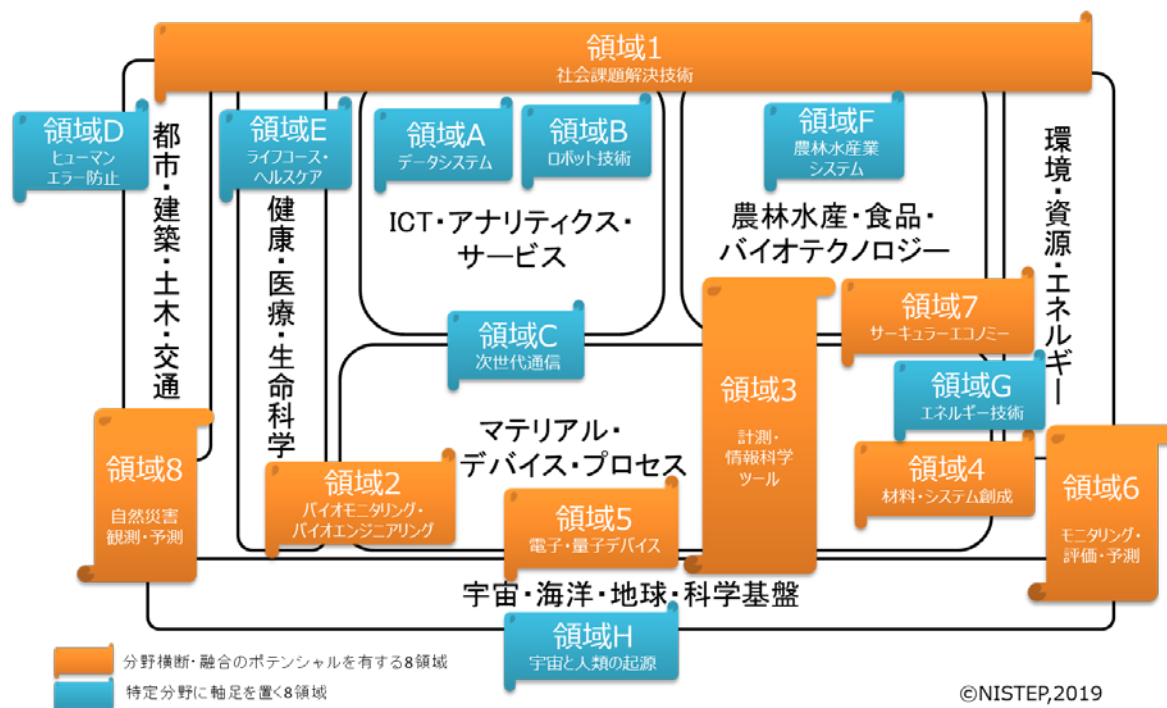 領域1
社会課題解決技術
領域D
ヒューマン
エラー防止
都市・建築・土木・交通
領域E
ライフコース・
ヘルスケア
健康・医療・生命科学
領域A
データシステム
領域B
ロボット技術
ICT・アナリティクス・
サービス
領域F
農林水産業
システム
農林水産・食品・
バイオテクノロジー
環境・資源・エネルギー
領域7
サーキュラーエコノミー
領域C
次世代通信
領域3
計測・
情報科学
ツール
領域G
エネルギー技術
マテリアル・
デバイス・プロセス
領域8
自然災害
観測・予測
領域2
バイオモニタリング・
バイオエンジニアリング
領域5
電子・量子デバイス
領域4
材料・システム創成
領域6
モニタリング・
評価・予測
宇宙・海洋・地球・科学基盤
領域H
宇宙と人類の起源
分野横断・融合のポテンシャルを有する8領域
特定分野に軸足を置く8領域
©NISTEP,2019